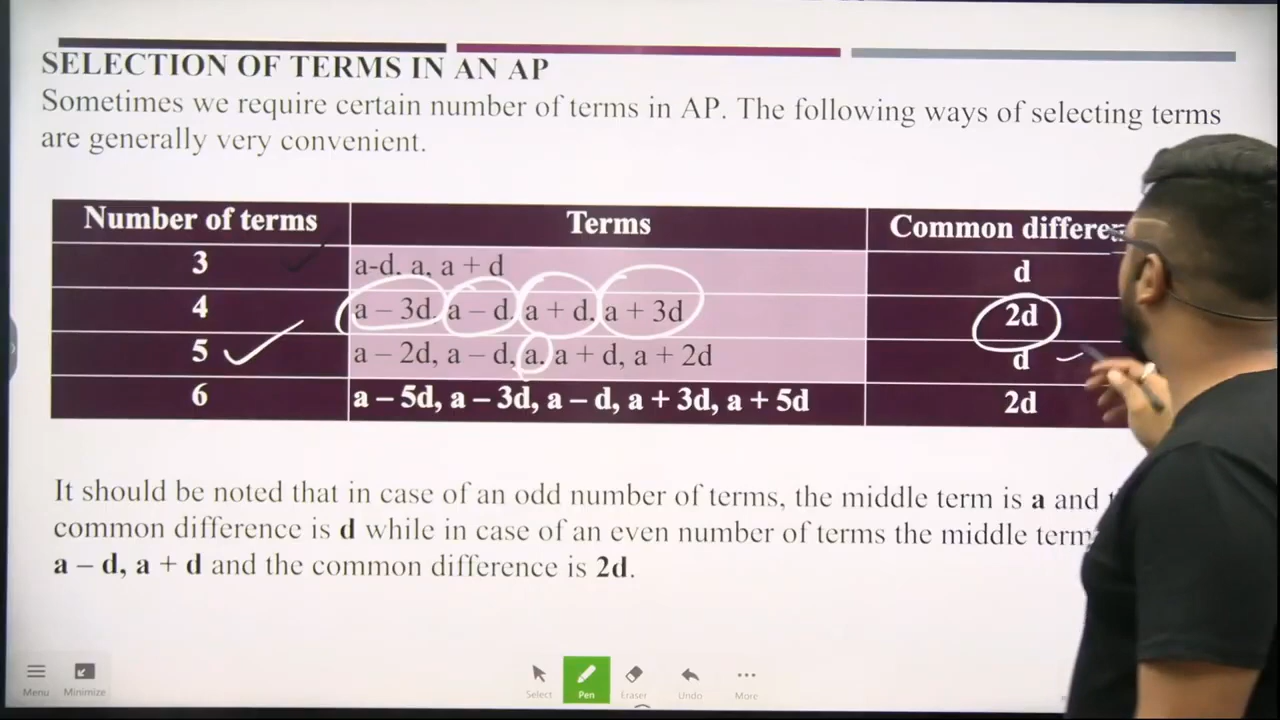 SELECTION OF TERMS IN AN AP
Sometimes we require certain number of terms in AP. The following ways of selecting terms
are generally very convenient.
Number of terms Terms Common differe
3 a-d, a, a + d d
4 a – 3d, a – d, a + d, a + 3d 2d
5 a – 2d, a – d, a, a + d, a + 2d d
6 a – 5d, a – 3d, a – d, a + 3d, a + 5d 2d
It should be noted that in case of an odd number of terms, the middle term is a and
common difference is d while in case of an even number of terms the middle term
a – d, a + d and the common difference is 2d.
Menu Minimize Select Pen Eraser Undo More